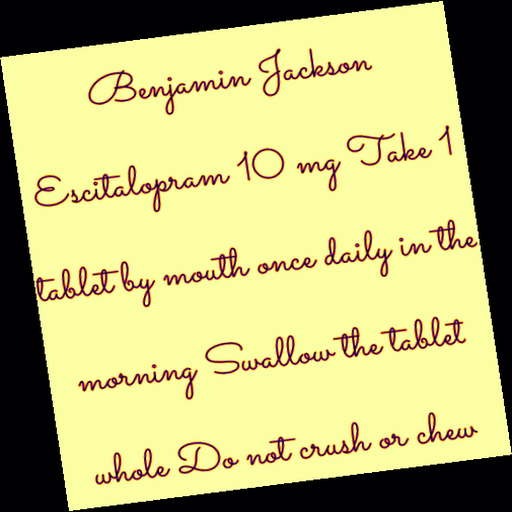 Benjamin Jackson
Escitalopram 10 mg Take 1
tablet by mouth once daily in the
morning Swallow the tablet
whole Do not crush or chew